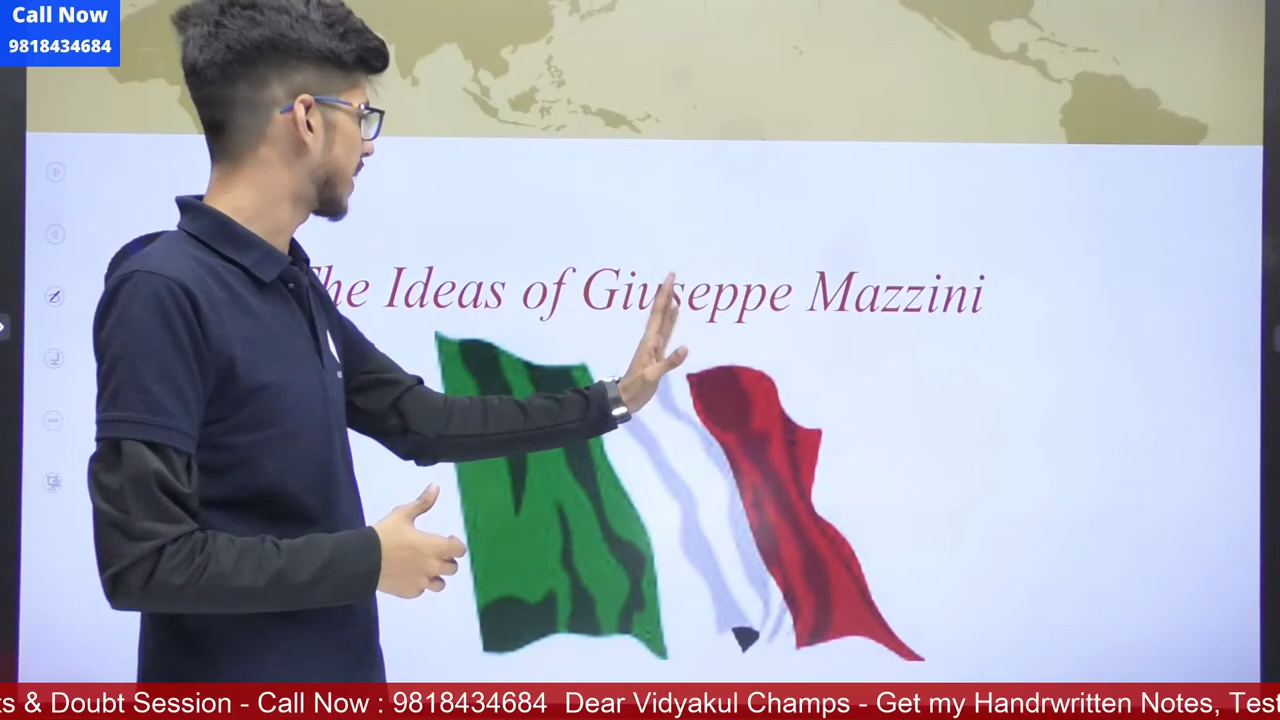 Call Now
9818434684
The Ideas of Giuseppe Mazzini
ts & Doubt Session - Call Now : 9818434684 Dear Vidyakul Champs - Get my Handrwritten Notes, Test